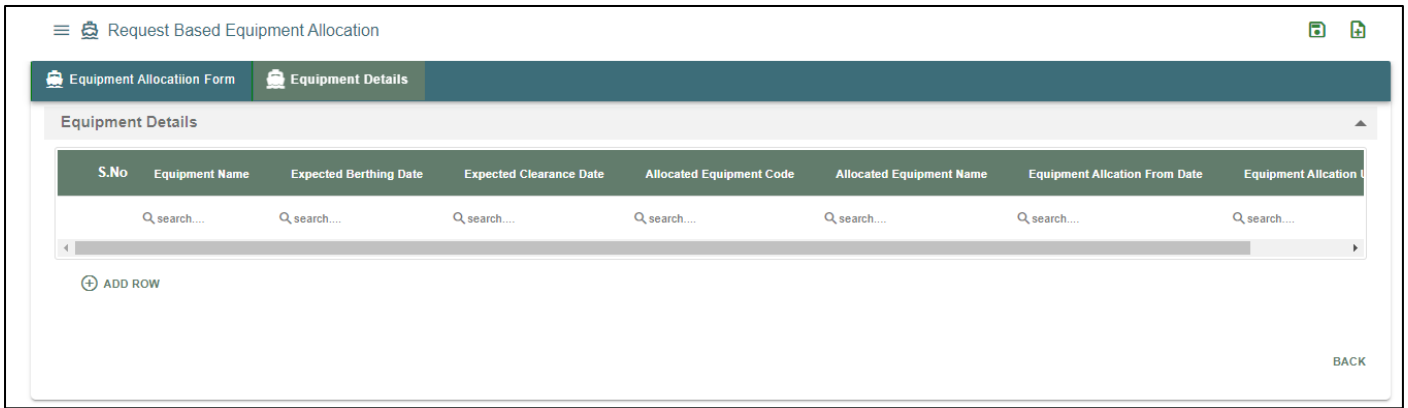 Request Based Equipment Allocation
Equipment Allocatiion Form Equipment Details
Equipment Details
S.No Equipment Name Expected Berthing Date Expected Clearance Date Allocated Equipment Code Allocated Equipment Name Equipment Allcation From Date Equipment Allcation
search.... search.... search.... search.... search.... search.... search....
ADD ROW
BACK